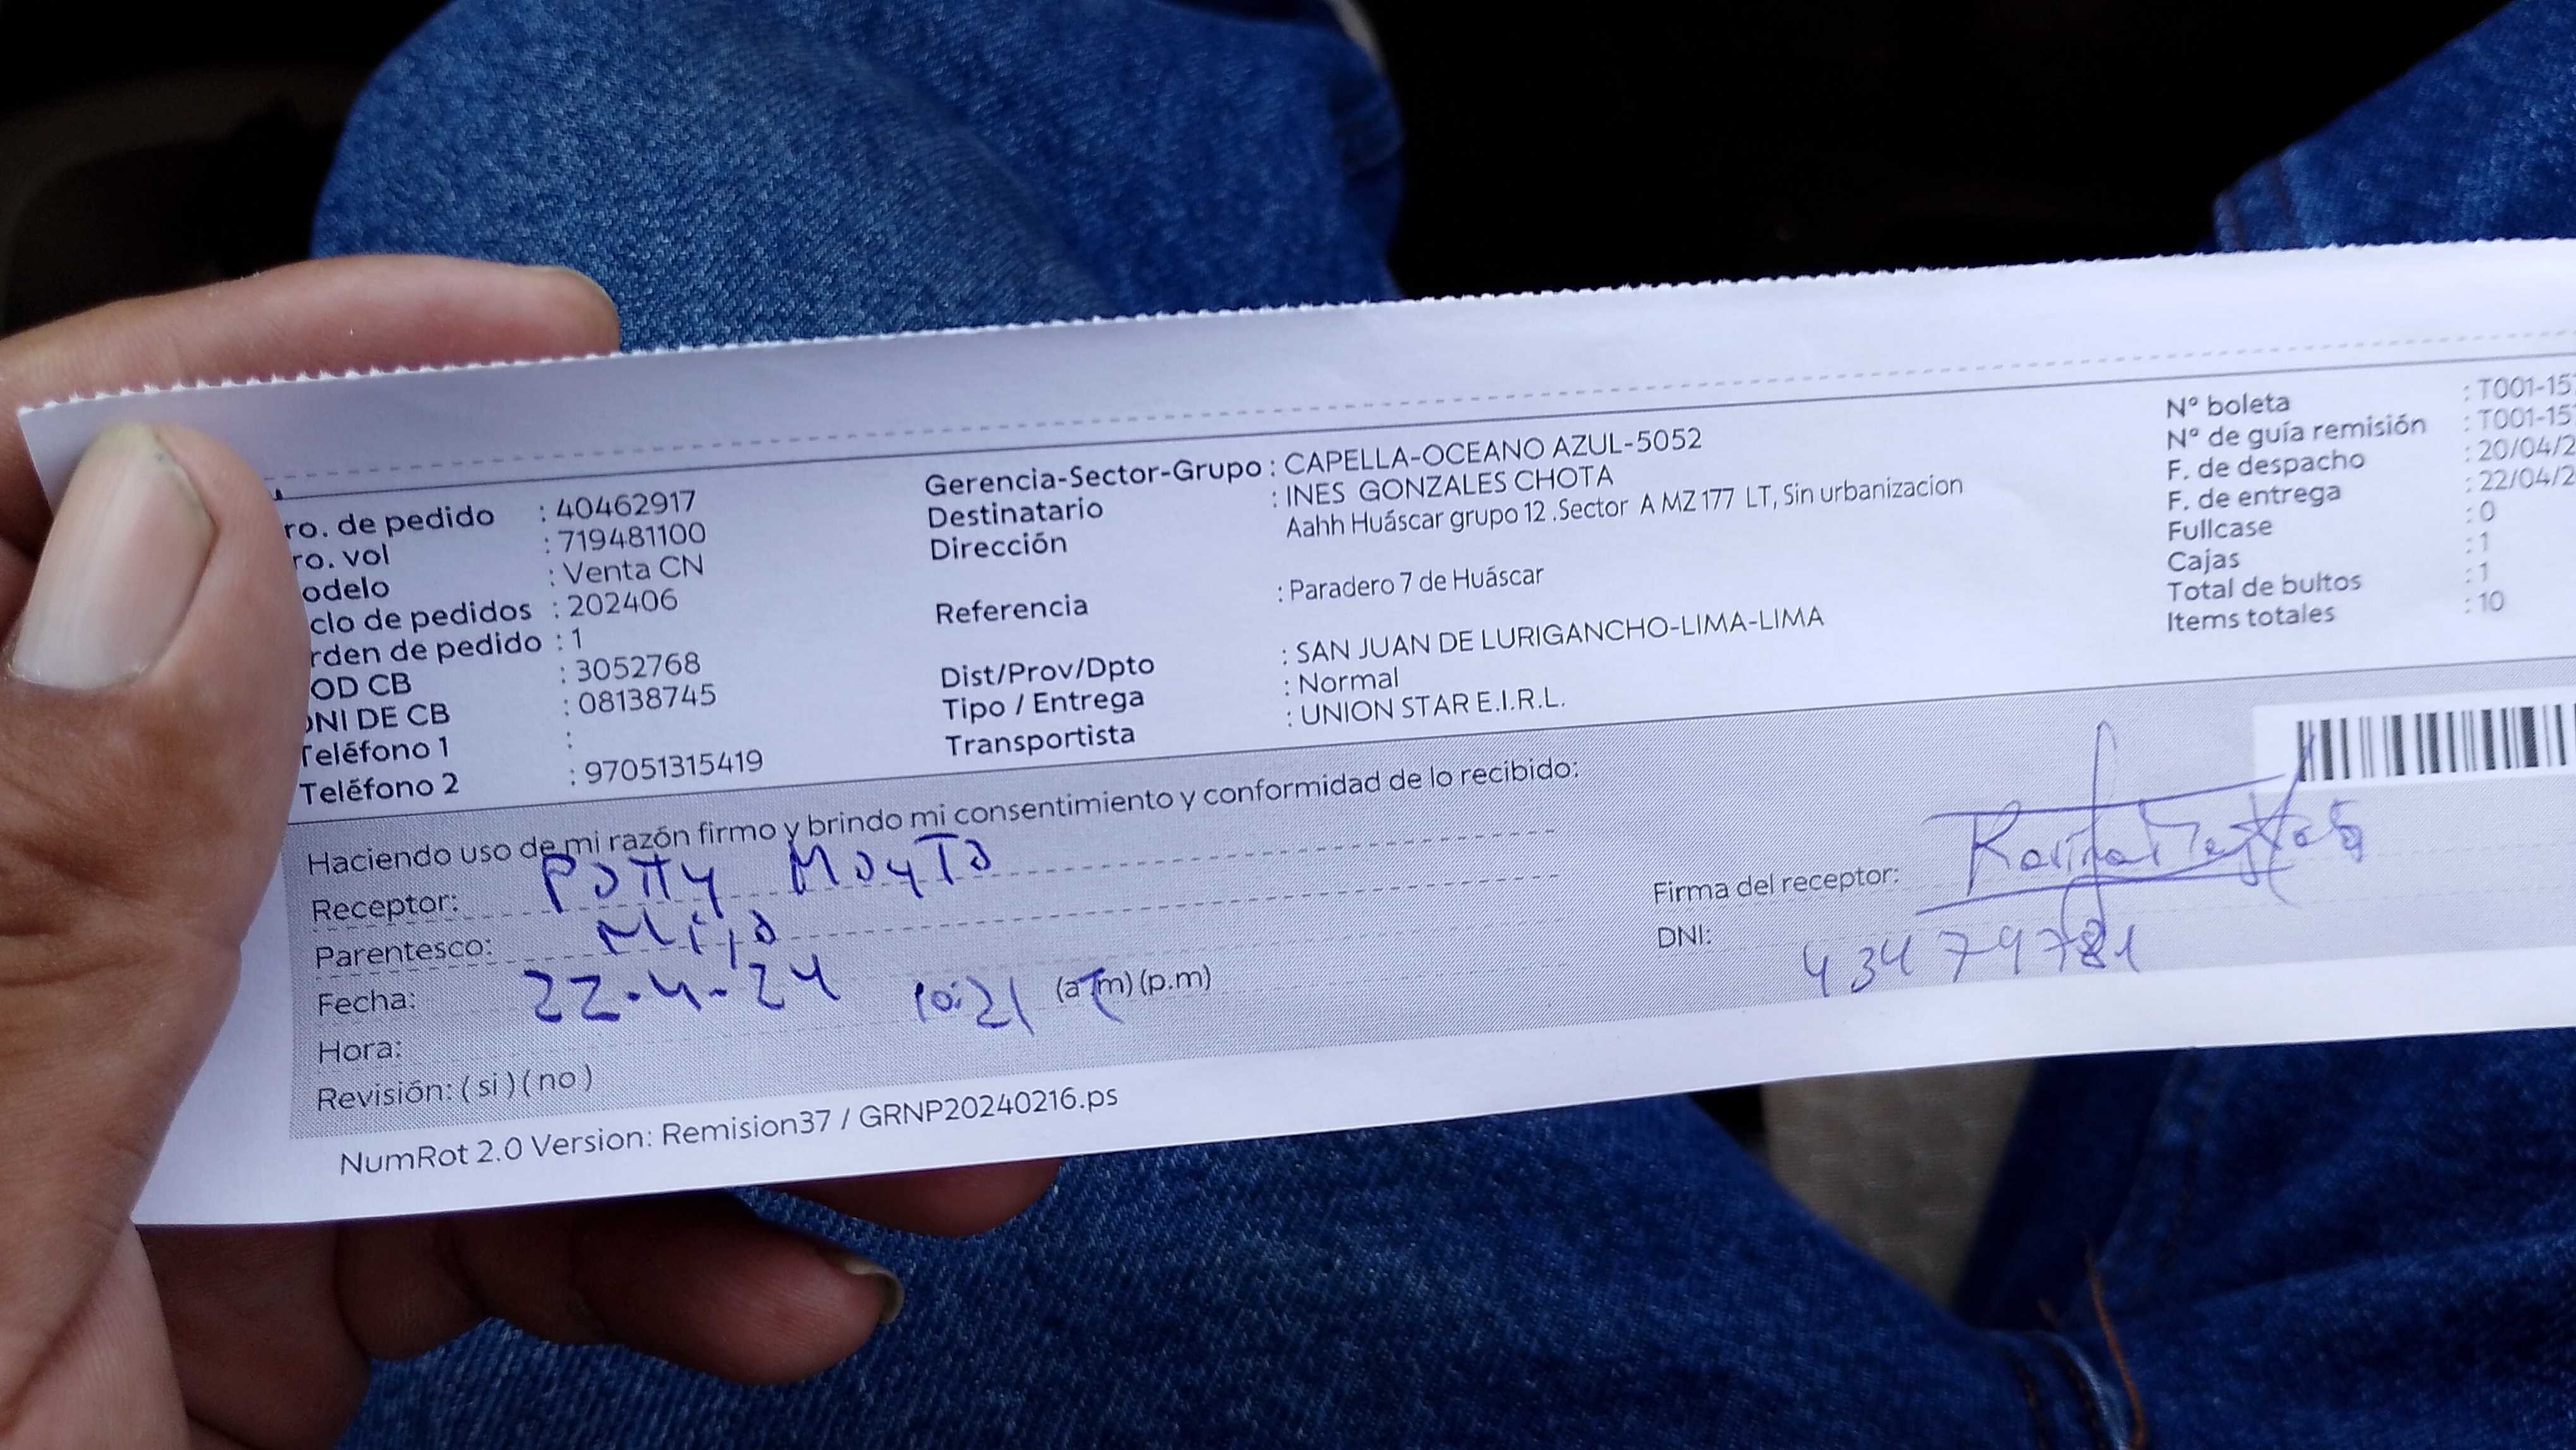 ro. de pedido : 40462917
ro. vol : 719481100
odelo : Venta CN
clo de pedidos : 202406
rden de pedido : 1
OD CB : 3052768
NI DE CB : 08138745
Teléfono 1 :
Teléfono 2 : 97051315419
Gerencia-Sector-Grupo : CAPELLA-OCEANO AZUL-5052
Destinatario : INES GONZALES CHOTA
Dirección Aahh Huáscar grupo 12 .Sector A MZ 177 LT, Sin urbanizacion
Referencia : Paradero 7 de Huáscar
Dist/Prov/Dpto : SAN JUAN DE LURIGANCHO-LIMA-LIMA
Tipo / Entrega : Normal
Transportista : UNION STAR E.I.R.L.
N° boleta : T001-15
N° de guía remisión : T001-15
F. de despacho : 20/04/2
F. de entrega : 22/04/2
Fullcase : 0
Cajas : 1
Total de bultos : 1
Items totales : 10
Haciendo uso de mi razón firmo y brindo mi consentimiento y conformidad de lo recibido:
Receptor: Patty Mayta
Parentesco:
Fecha: 22-4-24
Hora: 10:21 (a.m) (p.m)
Revisión: ( si ) ( no )
Firma del receptor:
DNI:
NumRot 2.0 Version: Remision37 / GRNP20240216.ps